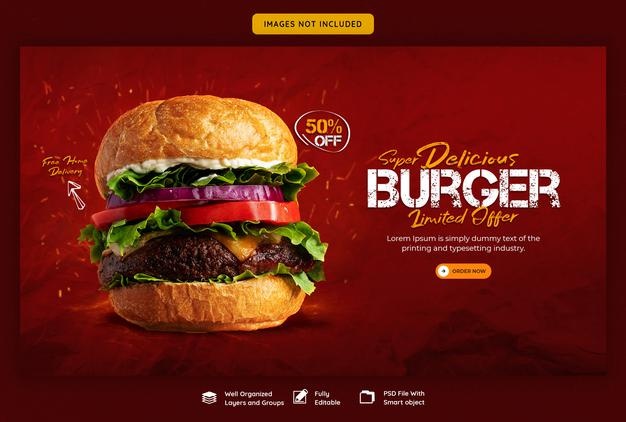 IMAGES NOT INCLUDED
Free Home
Delivery
50%
OFF
Super Delicious
BURGER
Limited Offer
Lorem Ipsum is simply dummy text of the
printing and typesetting industry.
ORDER NOW
Well Organized
Layers and Groups
Fully
Editable
PSD File With
Smart object